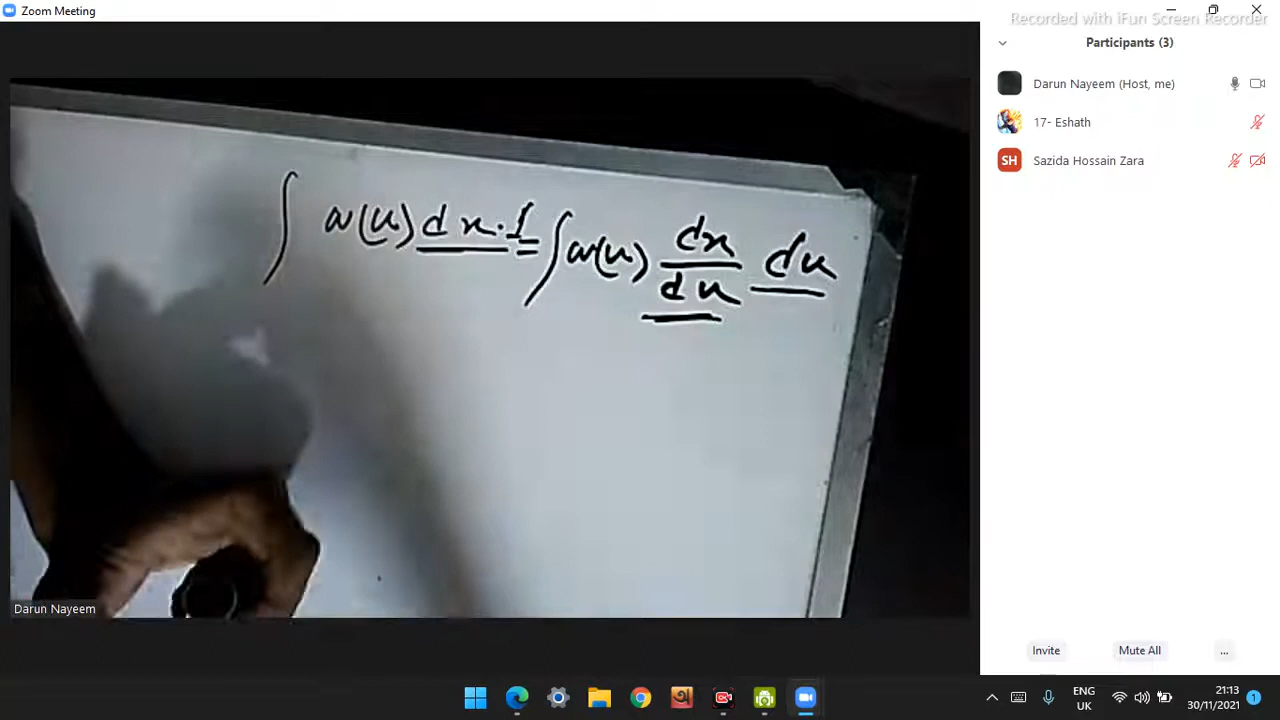 Zoom Meeting
Recorded with iFun Screen Recorder
Participants (3)
Darun Nayeem (Host, me)
17- Eshath
SH Sazida Hossain Zara
∫ w(u) dx·1 = ∫ w(u) dx/du du
Darun Nayeem
Invite
Mute All
...
অ
ENG
UK
21:13
30/11/2021
1